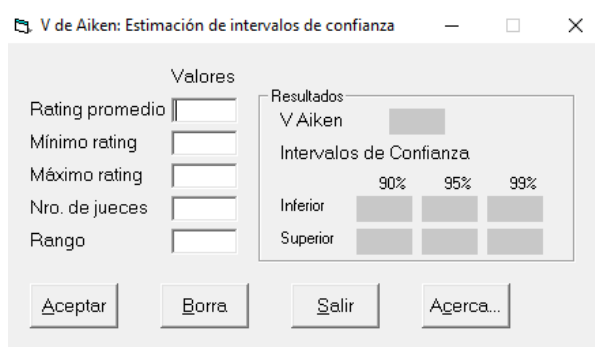 V de Aiken: Estimación de intervalos de confianza
Valores
Rating promedio
Mínimo rating
Máximo rating
Nro. de jueces
Rango
Resultados
V Aiken
Intervalos de Confianza
90% 95% 99%
Inferior
Superior
Aceptar Borra Salir Acerca...